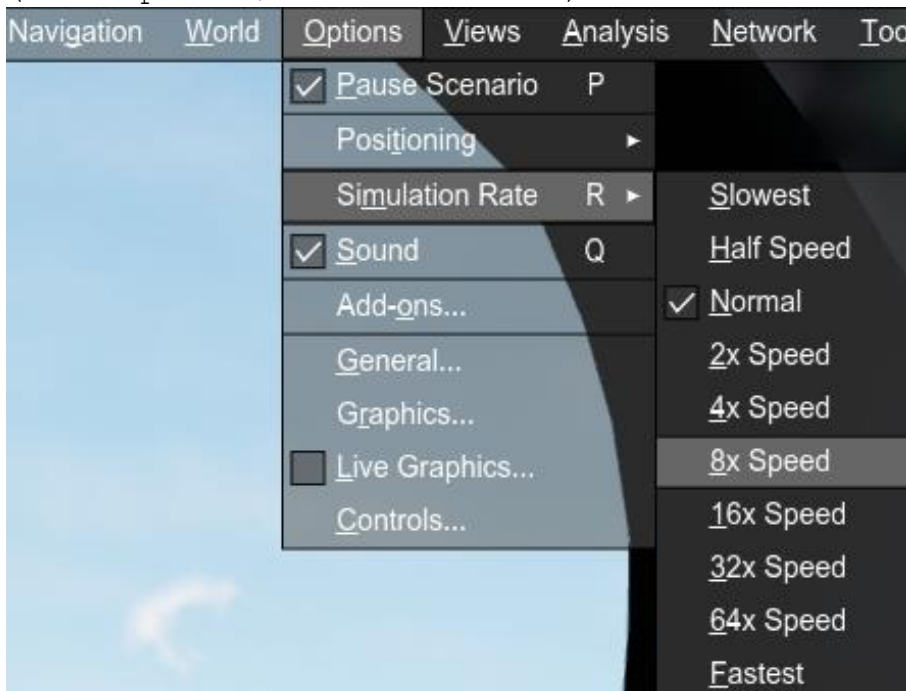 Navigation World Options Views Analysis Network
Pause Scenario P
Positioning
Simulation Rate R
Sound Q
Add-ons...
General...
Graphics...
Live Graphics...
Controls...
Slowest
Half Speed
Normal
2x Speed
4x Speed
8x Speed
16x Speed
32x Speed
64x Speed
Fastest